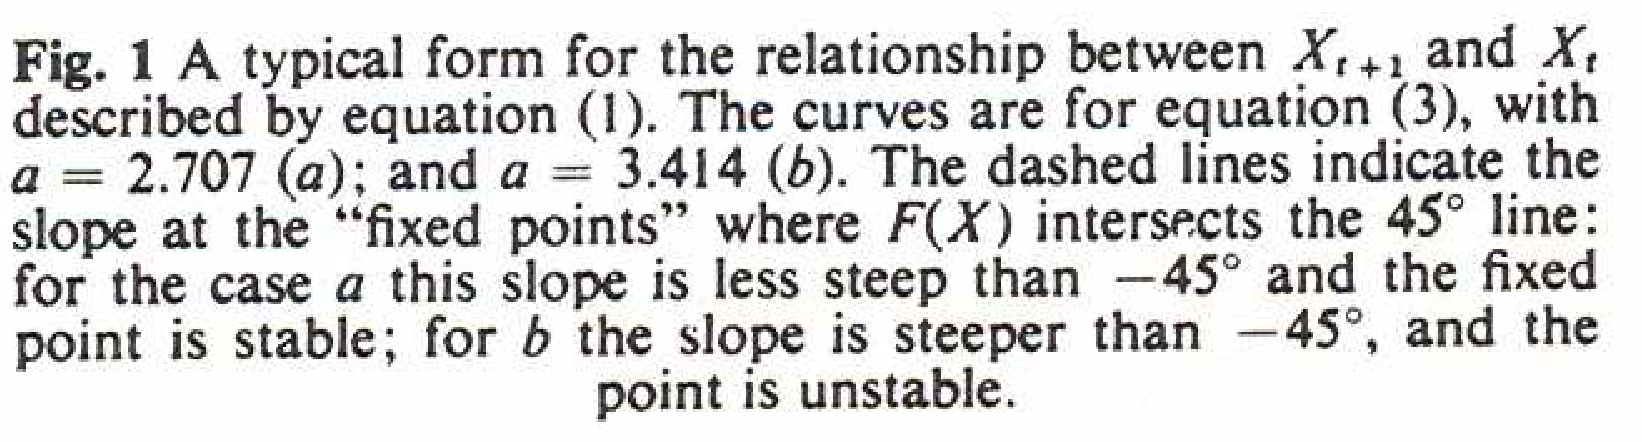 Fig. 1 A typical form for the relationship between Xₜ₊₁ and Xₜ
described by equation (1). The curves are for equation (3), with
a = 2.707 (a); and a = 3.414 (b). The dashed lines indicate the
slope at the “fixed points” where F(X) intersects the 45° line:
for the case a this slope is less steep than −45° and the fixed
point is stable; for b the slope is steeper than −45°, and the
point is unstable.